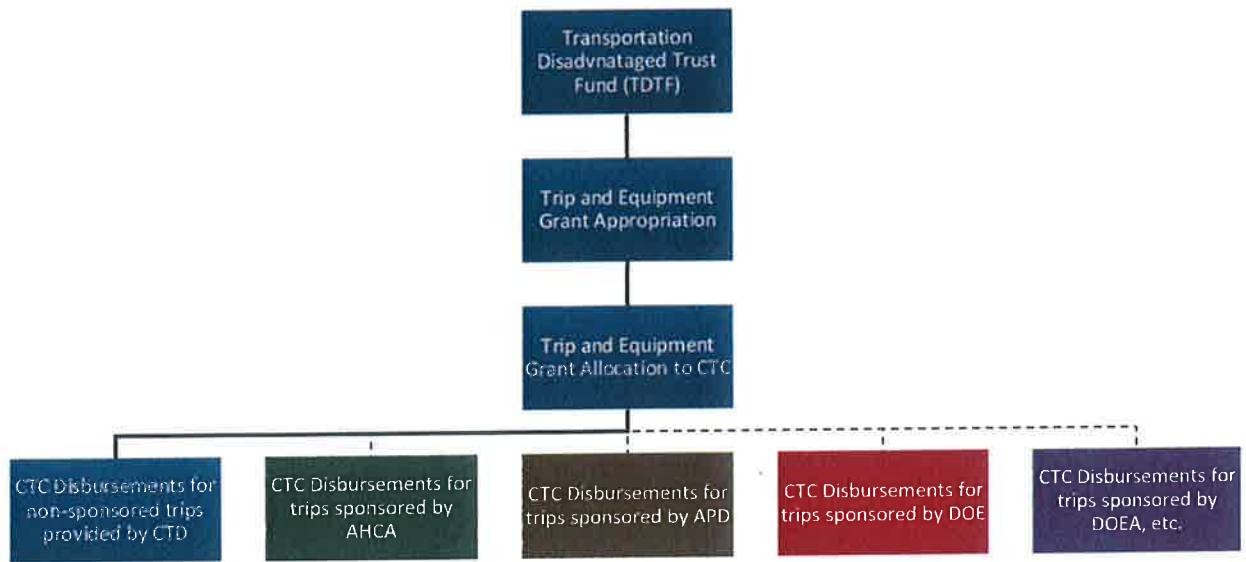 Transportation
Disadvnataged Trust
Fund (TDTF)
Trip and Equipment
Grant Appropriation
Trip and Equipment
Grant Allocation to CTC
CTC Disbursements for
non-sponsored trips
provided by CTD
CTC Disbursements for
trips sponsored by
AHCA
CTC Disbursements for
trips sponsored by APD
CTC Disbursements for
trips sponsored by DOE
CTC Disbursements for
trips sponsored by
DOEA, etc.